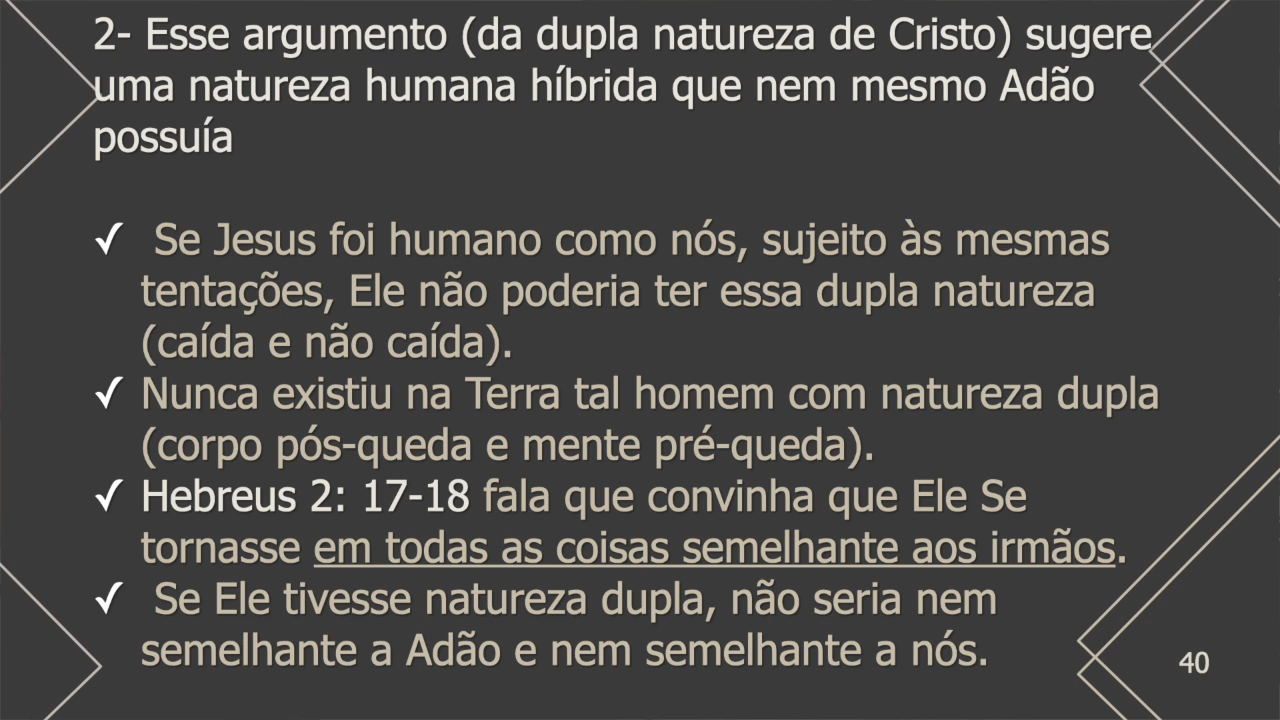 2- Esse argumento (da dupla natureza de Cristo) sugere
uma natureza humana híbrida que nem mesmo Adão
possuía
✓ Se Jesus foi humano como nós, sujeito às mesmas
tentações, Ele não poderia ter essa dupla natureza
(caída e não caída).
✓ Nunca existiu na Terra tal homem com natureza dupla
(corpo pós-queda e mente pré-queda).
✓ Hebreus 2: 17-18 fala que convinha que Ele Se
tornasse em todas as coisas semelhante aos irmãos.
✓ Se Ele tivesse natureza dupla, não seria nem
semelhante a Adão e nem semelhante a nós.
40